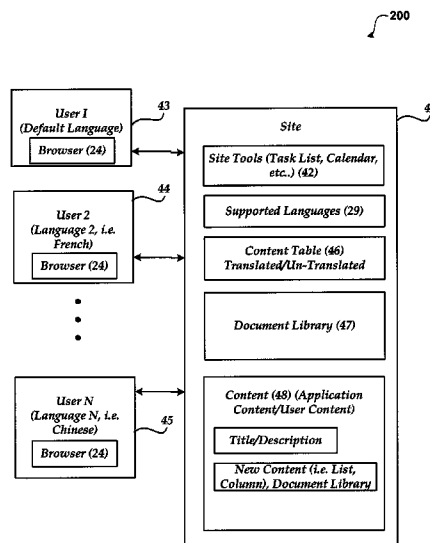 200
User 1
(Default Language)
Browser (24)
43
44
User 2
(Language 2, i.e.
French)
Browser (24)
User N
(Language N, i.e.
Chinese)
Browser (24)
45
4
Site
Site Tools (Task List, Calendar,
etc..) (42)
Supported Languages (29)
Content Table (46)
Translated/Un-Translated
Document Library (47)
Content (48) (Application
Content/User Content)
Title/Description
New Content (i.e. List,
Column), Document Library